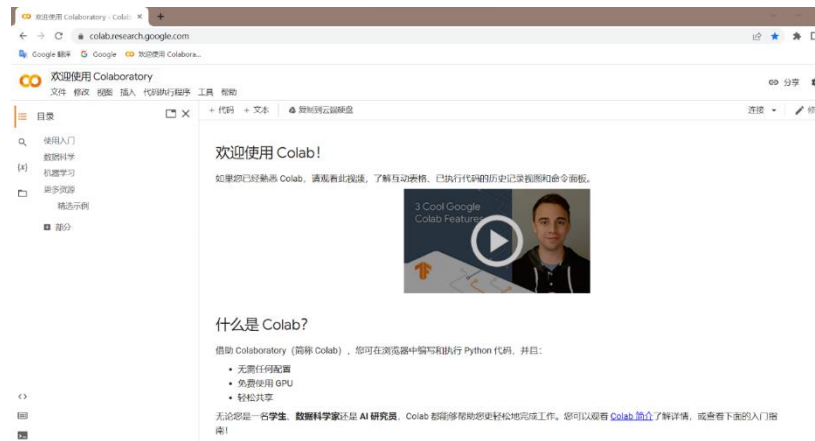 欢迎使用 Colaboratory - Colab
colab.research.google.com
Google 翻译 Google 欢迎使用 Colabora...
欢迎使用 Colaboratory
文件 修改 视图 插入 代码执行程序 工具 帮助
分享
目录
+ 代码 + 文本 复制到云端硬盘
连接
使用入门
数据科学
机器学习
更多资源
精选示例
部分
欢迎使用 Colab!
如果您已经熟悉 Colab，请观看此视频，了解互动表格、已执行代码的历史记录视图和命令面板。
3 Cool Google
Colab Features
什么是 Colab?
借助 Colaboratory（简称 Colab），您可在浏览器中编写和执行 Python 代码，并且：
• 无需任何配置
• 免费使用 GPU
• 轻松共享
无论您是一名学生、数据科学家还是 AI 研究员，Colab 都能够帮助您更轻松地完成工作。您可以观看 Colab 简介了解详情，或查看下面的入门指
南！